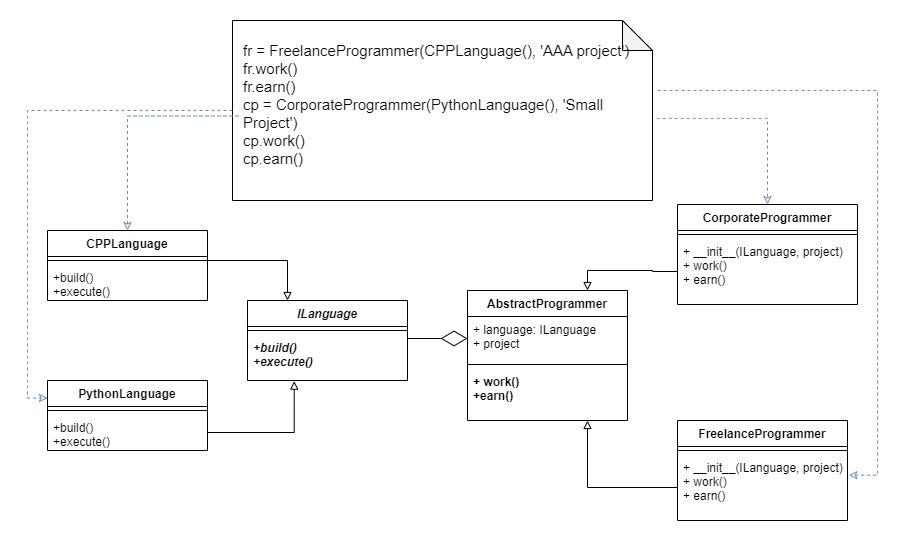 fr = FreelanceProgrammer(CPPLanguage(), 'AAA project')
fr.work()
fr.earn()
cp = CorporateProgrammer(PythonLanguage(), 'Small
Project')
cp.work()
cp.earn()
CorporateProgrammer
+ __init__(ILanguage, project)
+ work()
+ earn()
CPPLanguage
+build()
+execute()
ILanguage
+build()
+execute()
AbstractProgrammer
+ language: ILanguage
+ project
+ work()
+earn()
PythonLanguage
+build()
+execute()
FreelanceProgrammer
+ __init__(ILanguage, project)
+ work()
+ earn()